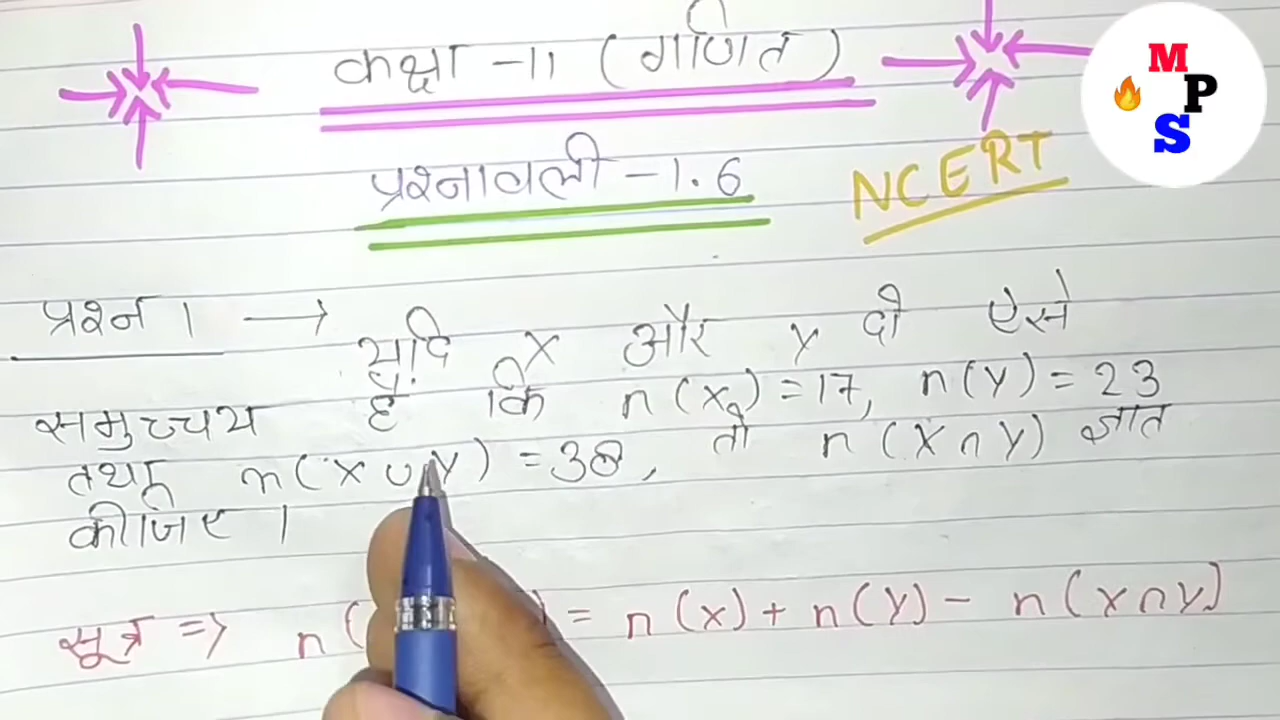 कक्षा -11 (गणित)
M
P
S
प्रश्नावली -1.6
NCERT
प्रश्न 1 → यदि X और Y दो ऐसे
समुच्चय हैं कि n(X) = 17, n(Y) = 23
तथा n(X∪Y) = 38, तो n(X∩Y) ज्ञात
कीजिए ।
सूत्र => n( ) = n(X) + n(Y) - n(X∩Y)